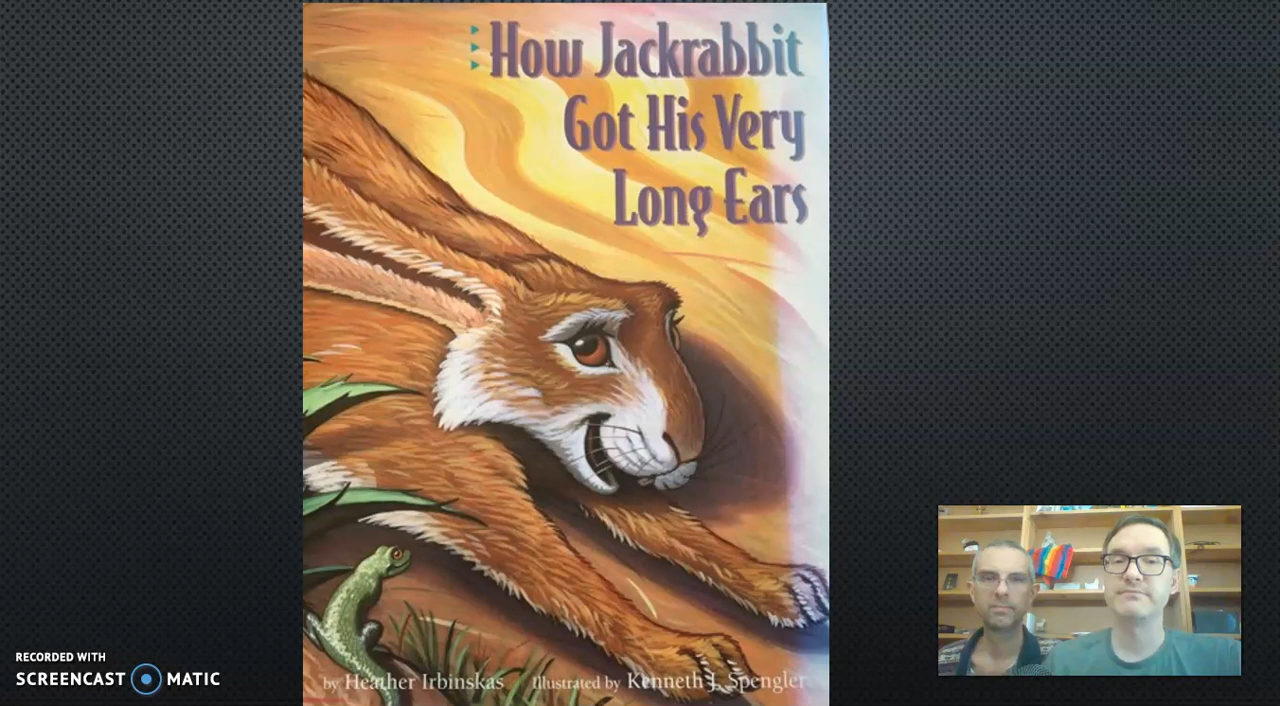 How Jackrabbit
Got His Very
Long Ears
by Heather Irbinskas Illustrated by Kenneth J. Spengler
RECORDED WITH
SCREENCAST MATIC